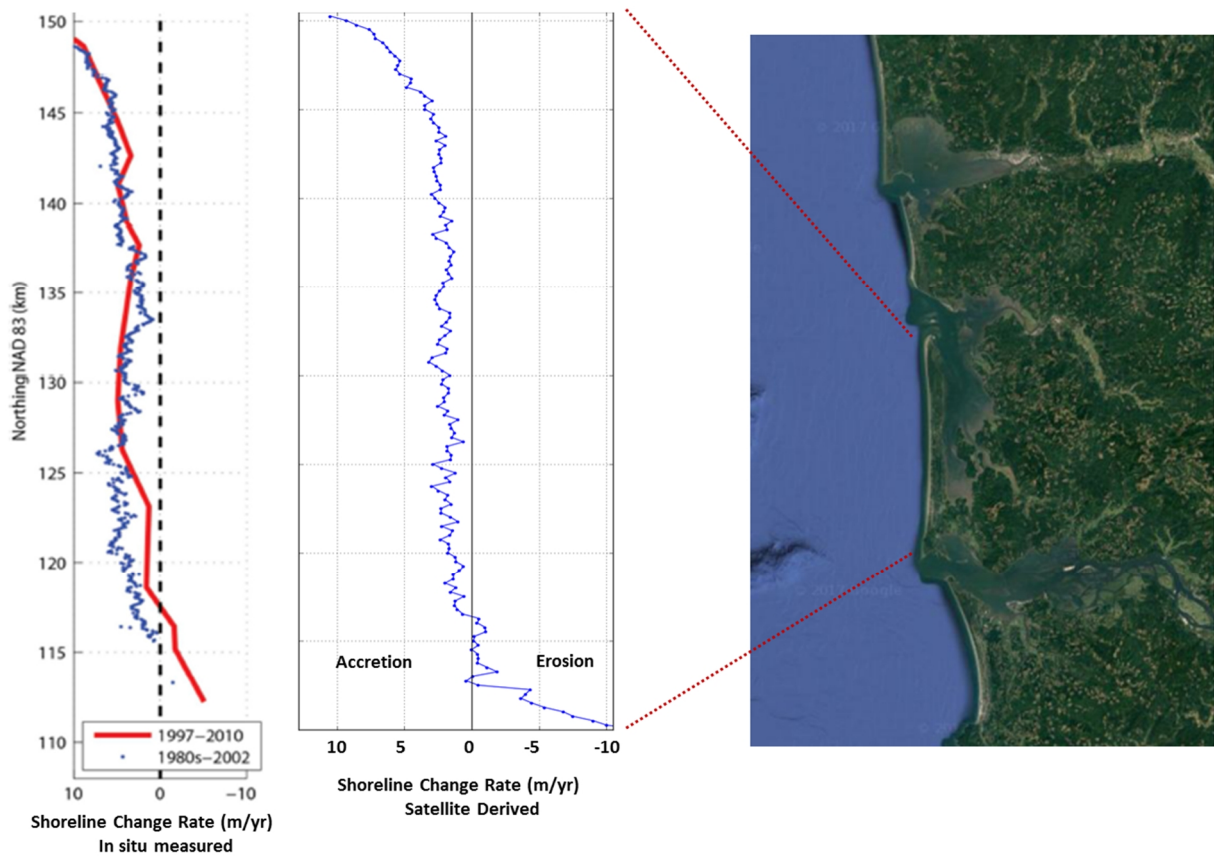 150
145
140
135
130
125
120
115
110
Northing NAD 83 (km)
1997−2010
1980s−2002
10
0
−10
Shoreline Change Rate (m/yr)
In situ measured
Accretion
Erosion
10
5
0
-5
-10
Shoreline Change Rate (m/yr)
Satellite Derived
© 2017 Google